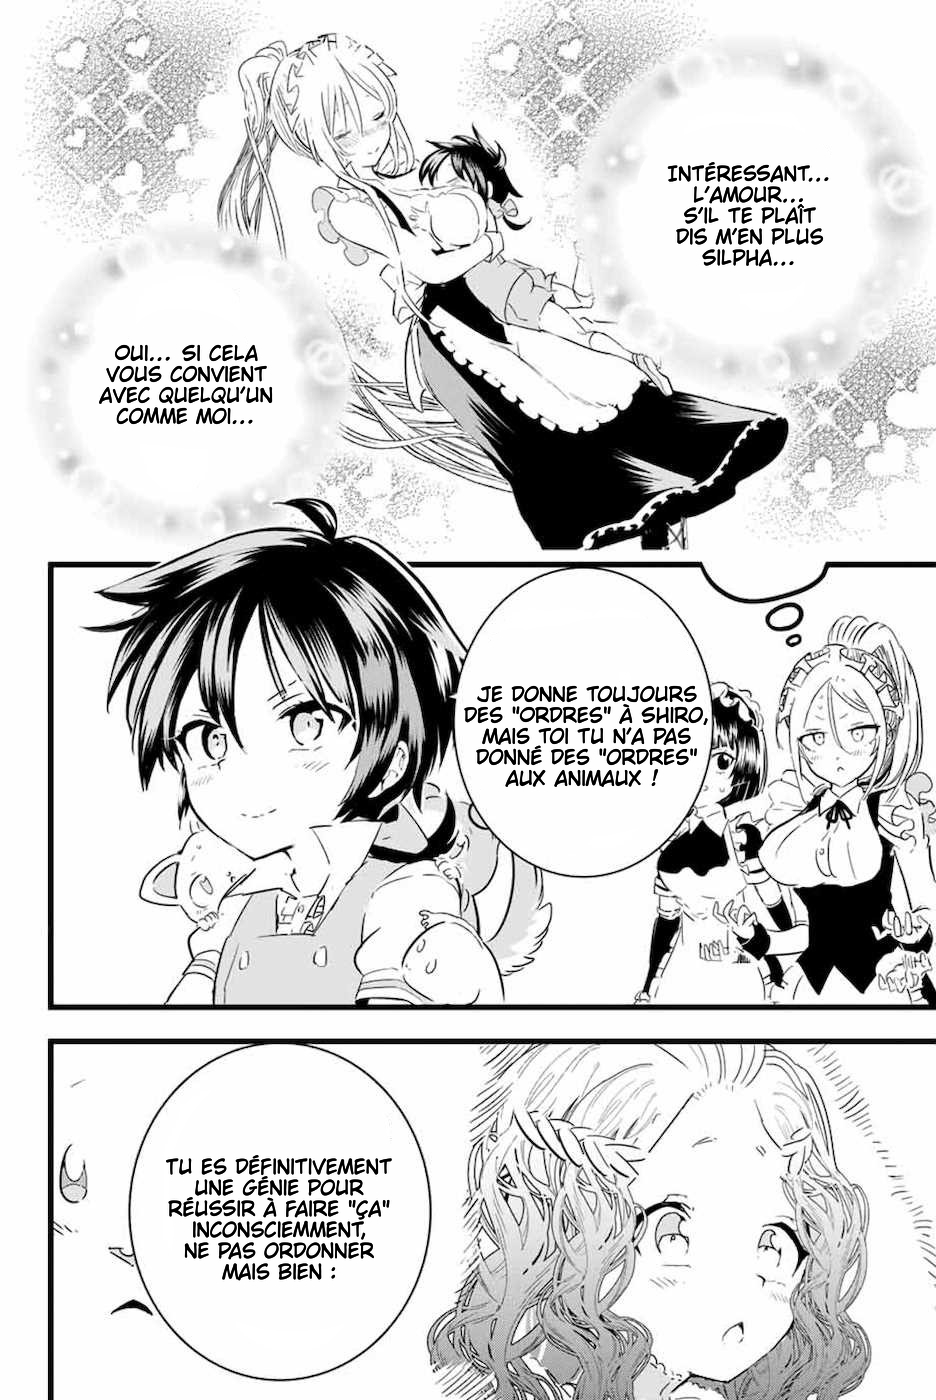 INTÉRESSANT...
L'AMOUR...
S'IL TE PLAÎT
DIS M'EN PLUS
SILPHA...
OUI... SI CELA
VOUS CONVIENT
AVEC QUELQU'UN
COMME MOI...
JE DONNE TOUJOURS
DES "ORDRES" À SHIRO,
MAIS TOI TU N'A PAS
DONNÉ DES "ORDRES"
AUX ANIMAUX !
TU ES DÉFINITIVEMENT
UNE GÉNIE POUR
RÉUSSIR À FAIRE "ÇA"
INCONSCIEMMENT,
NE PAS ORDONNER
MAIS BIEN :